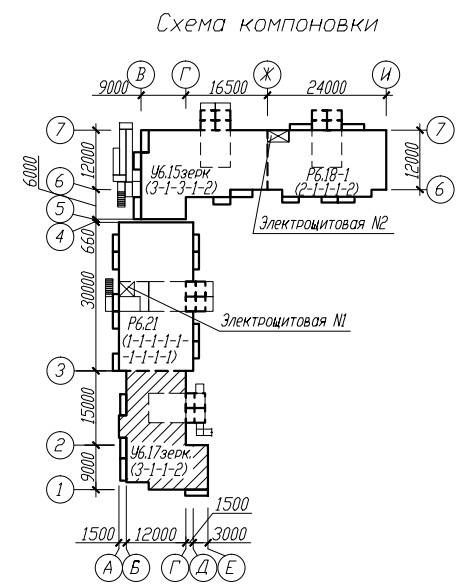 Схема компоновки
В Г Ж И
9000 16500 24000
7 7
12000 12000
6000
6 6
У6.15зерк
(3-1-3-1-2)
Р6.18-1
(2-1-1-1-2)
5
4
Электрощитовая N2
660
30000
Р6.21
(1-1-1-1-1-
-1-1-1-1)
Электрощитовая N1
3
15000
2
У6.17зерк.
(3-1-1-2)
9000
1
1500
1500 12000 3000
А Б Г Д Е